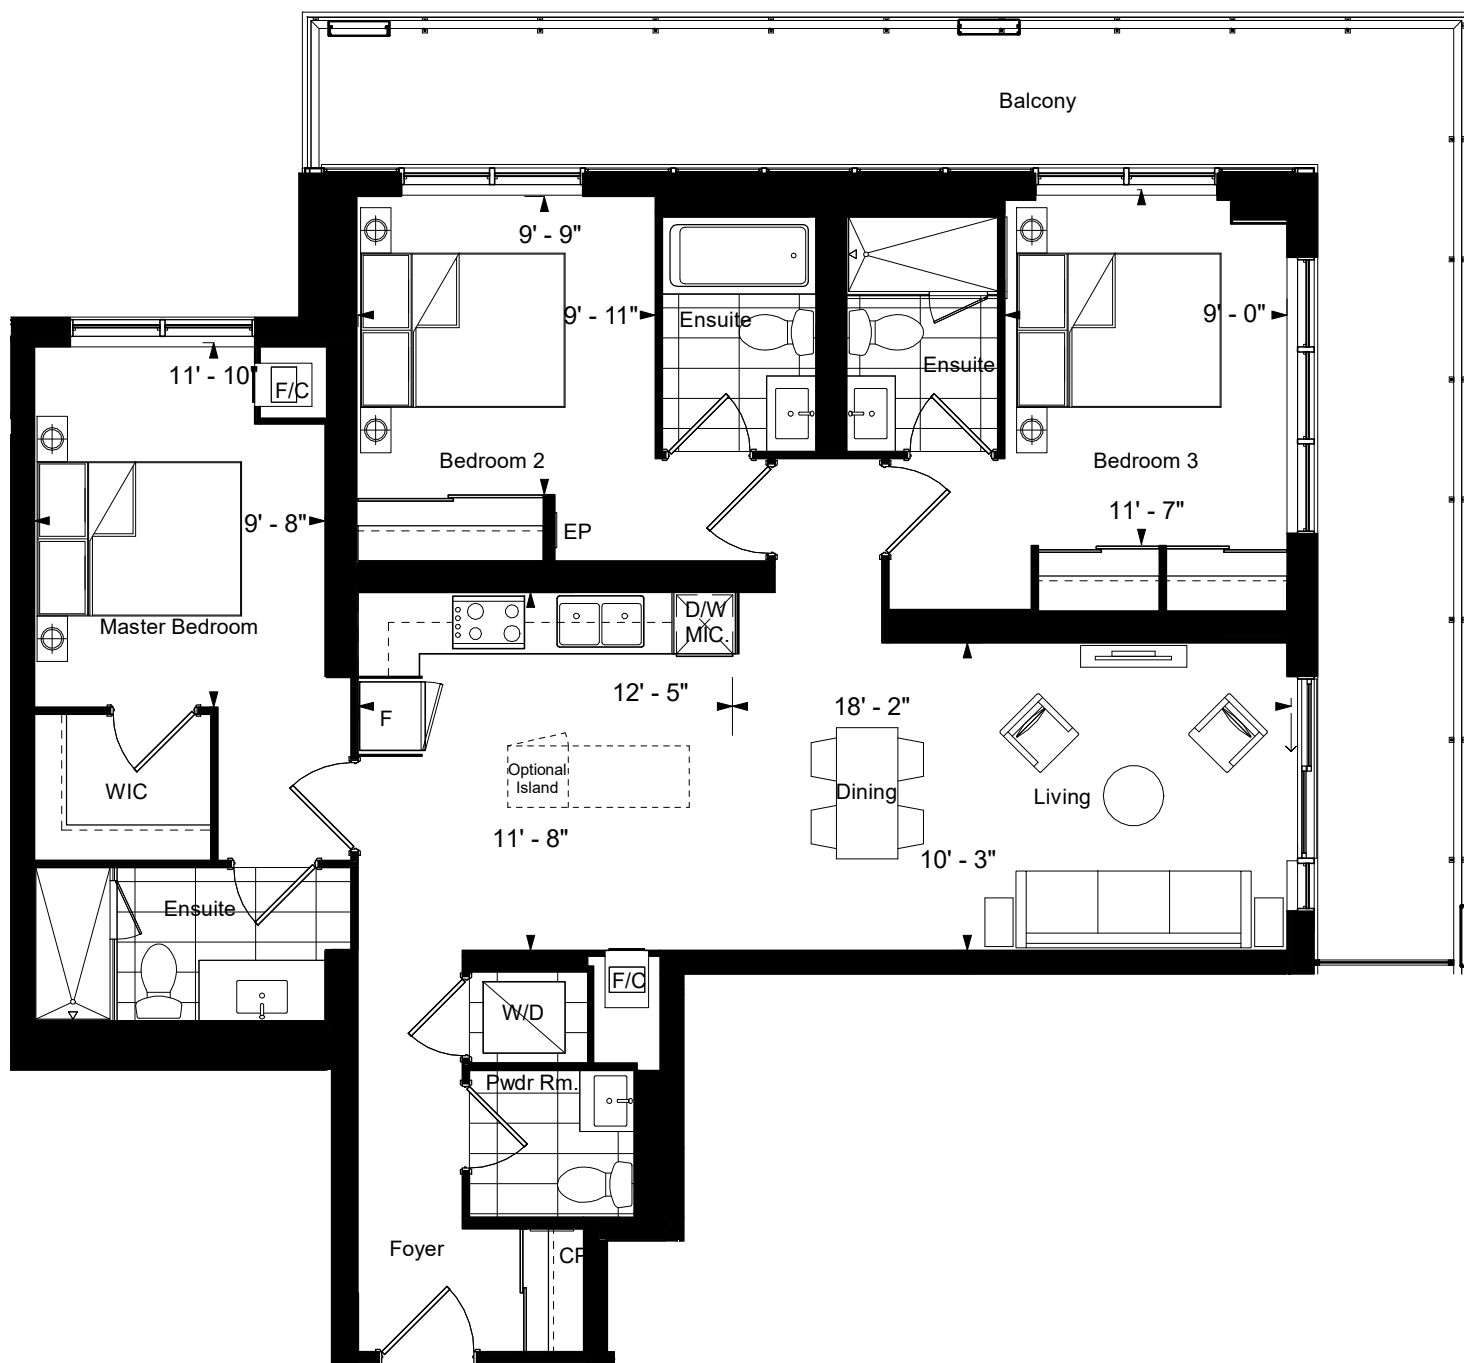 Balcony
9' - 9"
9' - 11"
Ensuite
9' - 0"
Ensuite
11' - 10"
F/C
Bedroom 2
Bedroom 3
11' - 7"
9' - 8"
EP
Master Bedroom
D/W
MIC.
12' - 5"
18' - 2"
F
Optional
Island
WIC
Dining
Living
11' - 8"
10' - 3"
Ensuite
F/C
W/D
Pwdr Rm.
Foyer